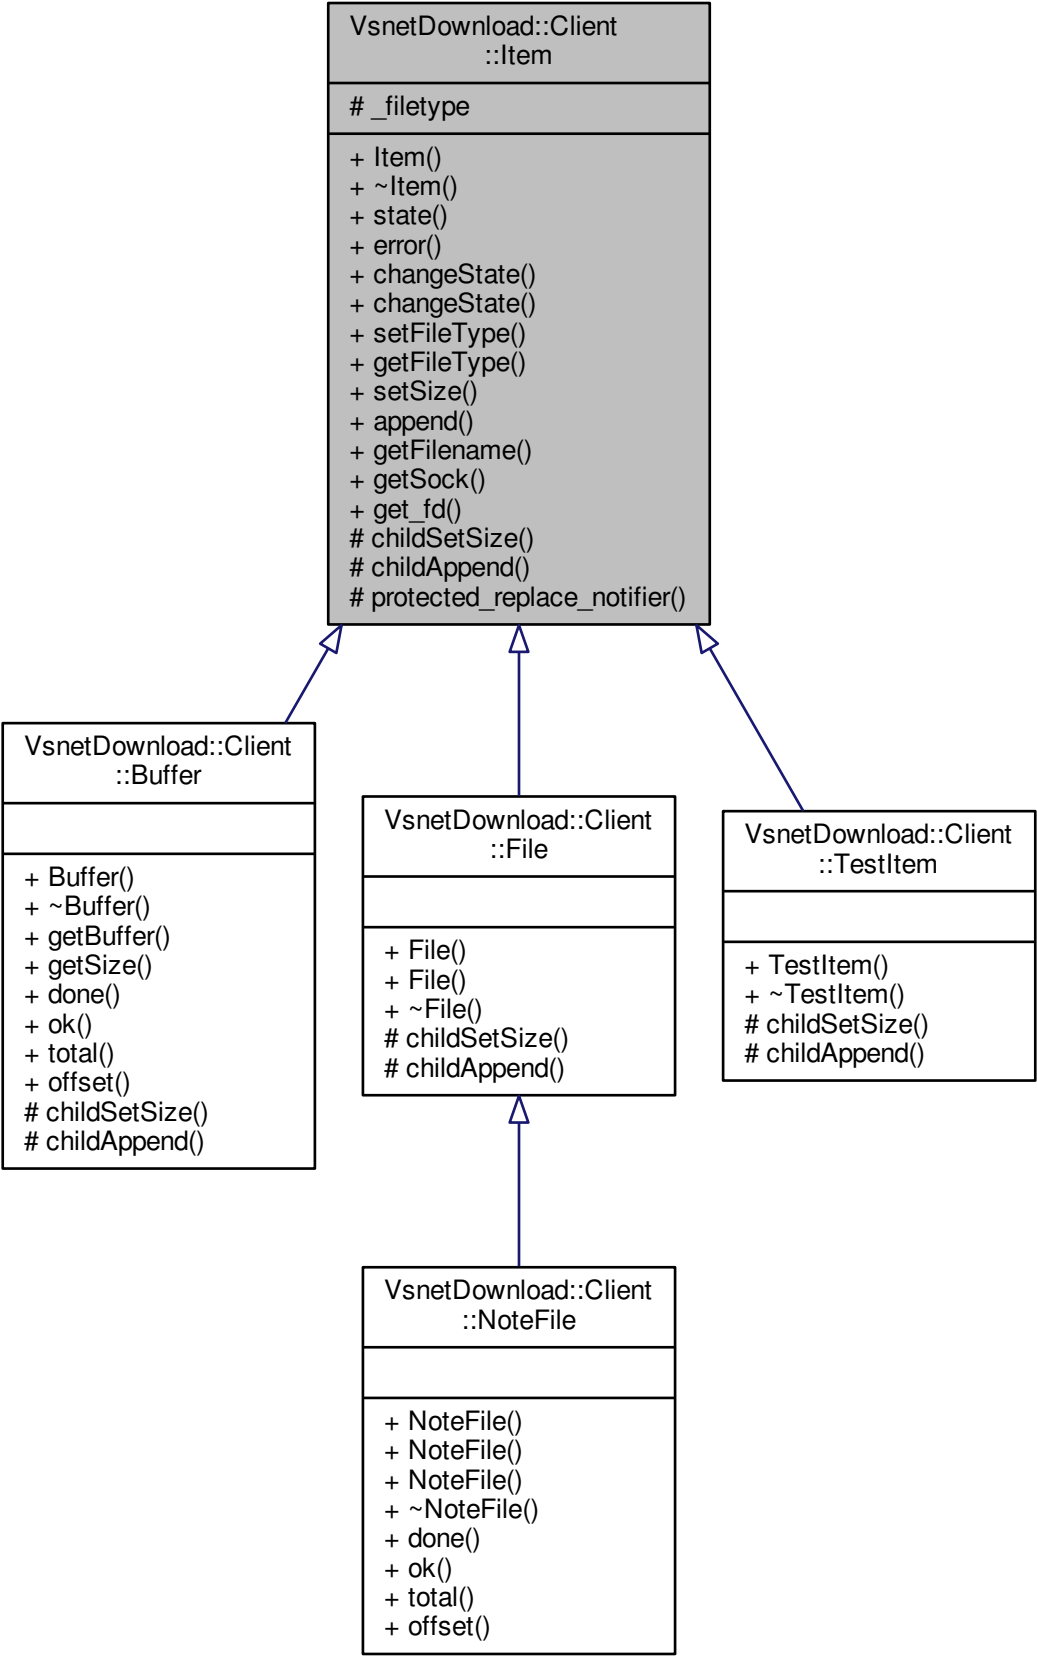 VsnetDownload::Client
::Item
# _filetype
+ Item()
+ ~Item()
+ state()
+ error()
+ changeState()
+ changeState()
+ setFileType()
+ getFileType()
+ setSize()
+ append()
+ getFilename()
+ getSock()
+ get_fd()
# childSetSize()
# childAppend()
# protected_replace_notifier()
VsnetDownload::Client
::Buffer
+ Buffer()
+ ~Buffer()
+ getBuffer()
+ getSize()
+ done()
+ ok()
+ total()
+ offset()
# childSetSize()
# childAppend()
VsnetDownload::Client
::File
+ File()
+ File()
+ ~File()
# childSetSize()
# childAppend()
VsnetDownload::Client
::TestItem
+ TestItem()
+ ~TestItem()
# childSetSize()
# childAppend()
VsnetDownload::Client
::NoteFile
+ NoteFile()
+ NoteFile()
+ NoteFile()
+ ~NoteFile()
+ done()
+ ok()
+ total()
+ offset()